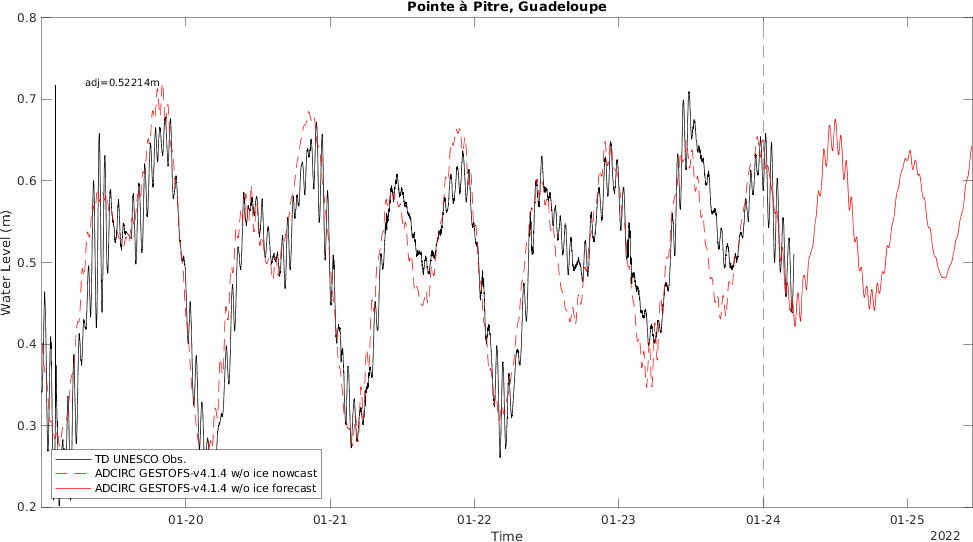 Pointe à Pitre, Guadeloupe
0.8
adj=0.52214m
0.7
0.6
0.5
0.4
0.3
0.2
Water Level (m)
TD UNESCO Obs.
ADCIRC GESTOFS-v4.1.4 w/o ice nowcast
ADCIRC GESTOFS-v4.1.4 w/o ice forecast
01-20 01-21 01-22 01-23 01-24 01-25
Time
2022